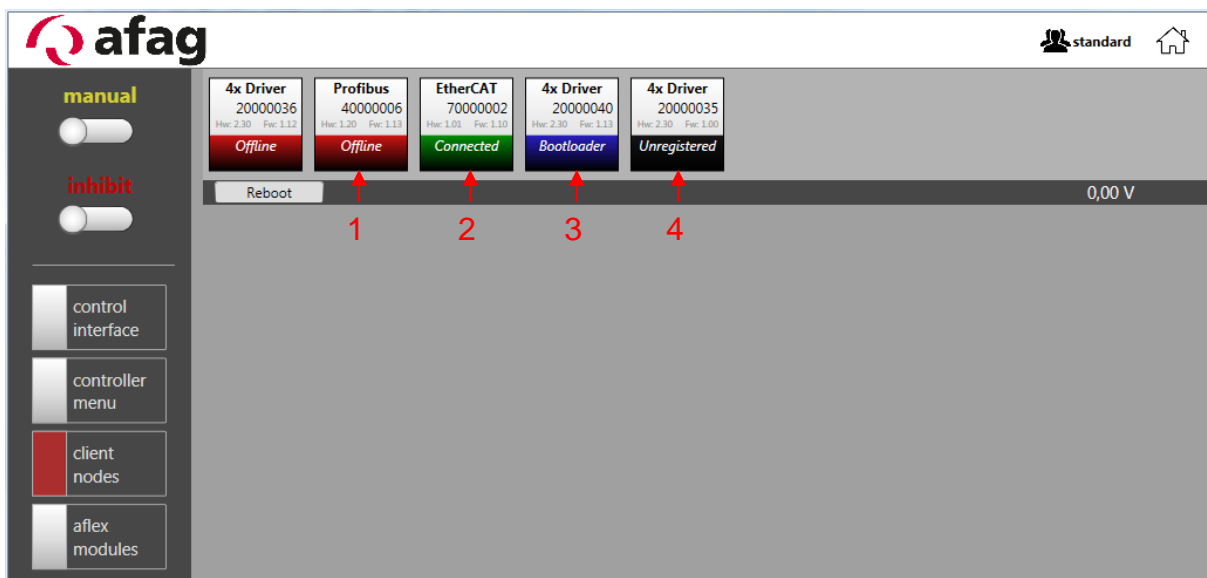 afag
standard
manual
inhibit
4x Driver
20000036
Hw: 2.30 Fw: 1.12
Offline
Profibus
40000006
Hw: 1.20 Fw: 1.13
Offline
EtherCAT
70000002
Hw: 1.01 Fw: 1.10
Connected
4x Driver
20000040
Hw: 2.30 Fw: 1.13
Bootloader
4x Driver
20000035
Hw: 2.30 Fw: 1.00
Unregistered
Reboot
0,00 V
1
2
3
4
control
interface
controller
menu
client
nodes
aflex
modules